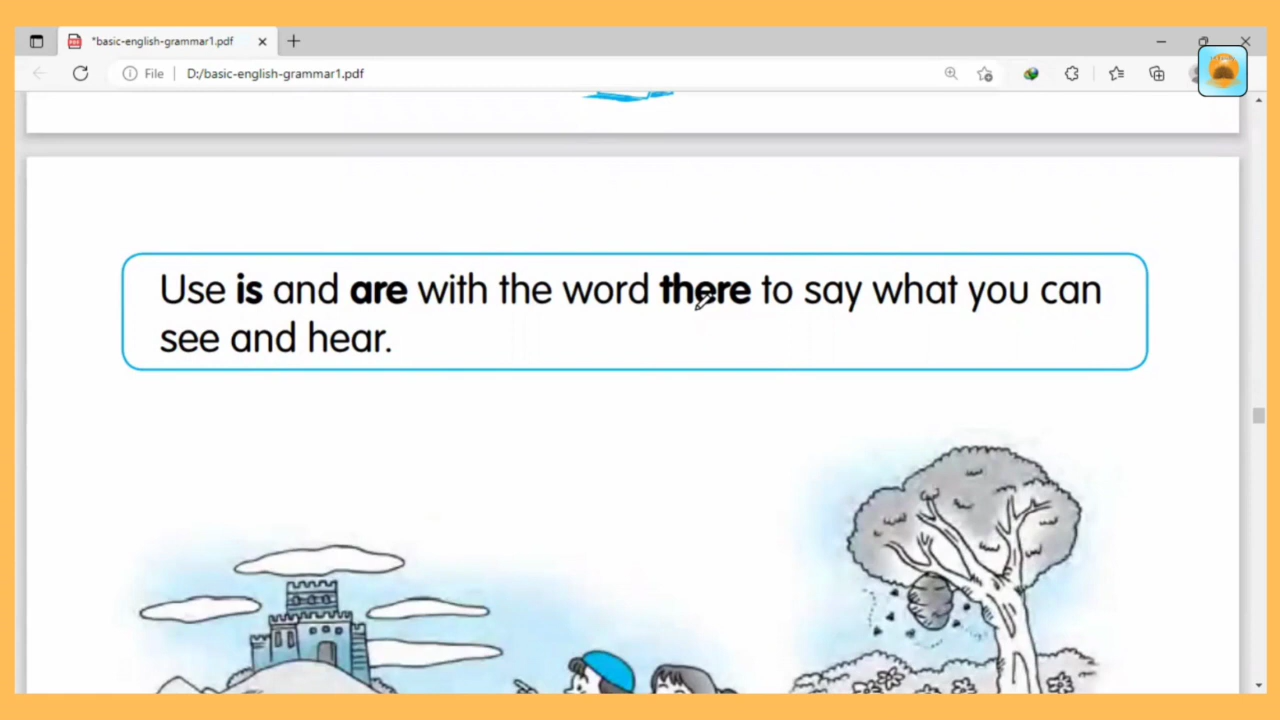 *basic-english-grammar1.pdf
File D:/basic-english-grammar1.pdf
Use is and are with the word there to say what you can
see and hear.